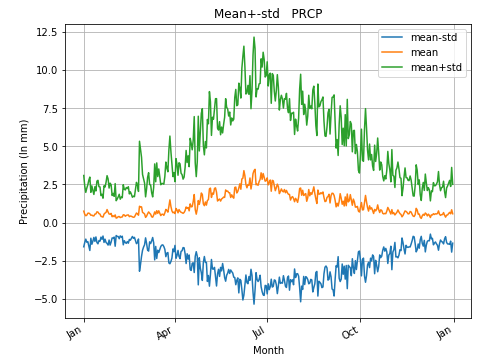 Mean+-std   PRCP
mean-std
mean
mean+std
Precipitation (In mm)
12.5
10.0
7.5
5.0
2.5
0.0
−2.5
−5.0
Jan
Apr
Jul
Oct
Jan
Month